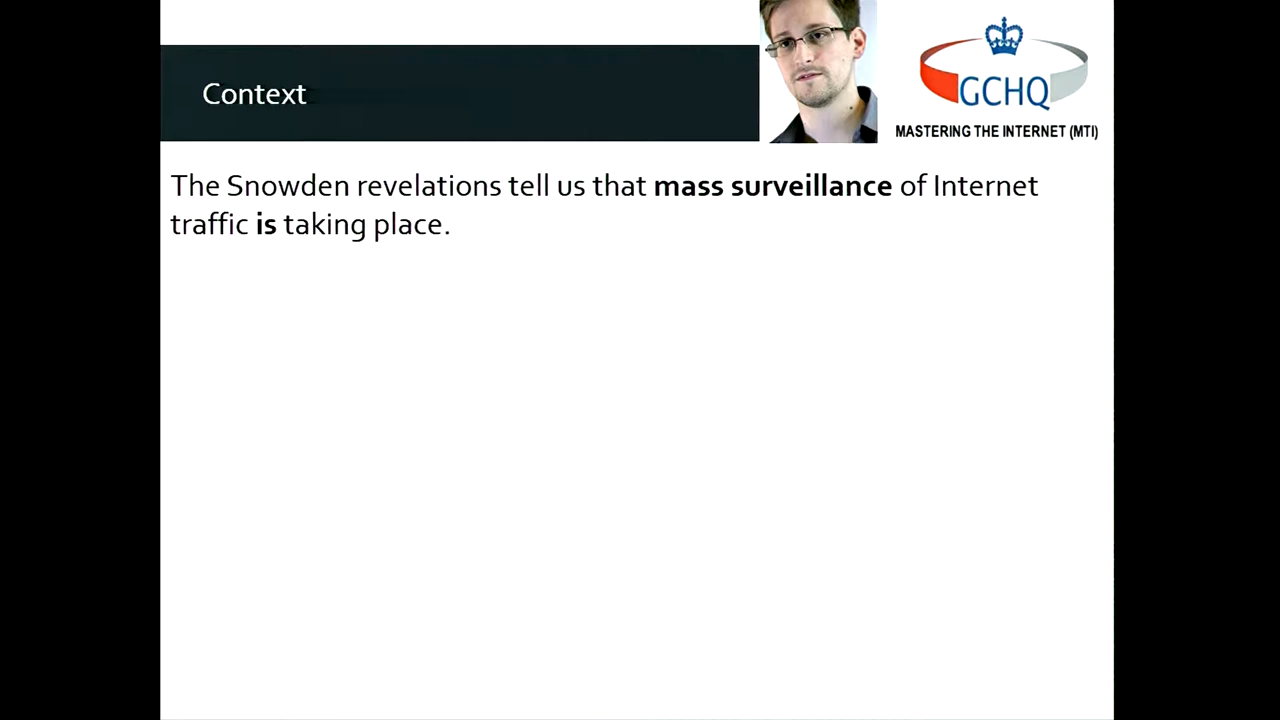 Context
GCHQ
MASTERING THE INTERNET (MTI)
The Snowden revelations tell us that mass surveillance of Internet
traffic is taking place.